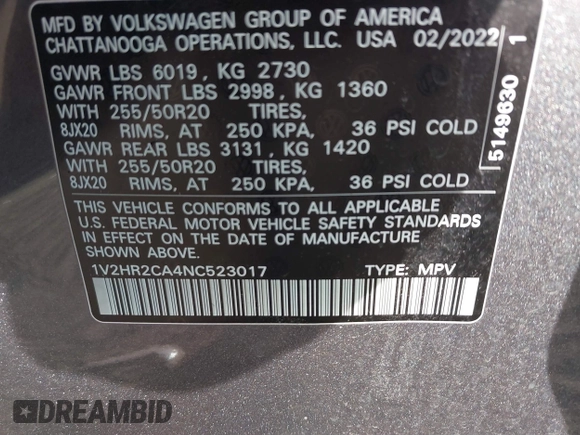 MFD BY VOLKSWAGEN GROUP OF AMERICA
CHATTANOOGA OPERATIONS, LLC. USA 02/2022
GVWR LBS 6019, KG 2730
GAWR FRONT LBS 2998, KG 1360
WITH 255/50R20 TIRES,
8JX20 RIMS, AT 250 KPA, 36 PSI COLD
GAWR REAR LBS 3131, KG 1420
WITH 255/50R20 TIRES,
8JX20 RIMS, AT 250 KPA, 36 PSI COLD
THIS VEHICLE CONFORMS TO ALL APPLICABLE
U.S. FEDERAL MOTOR VEHICLE SAFETY STANDARDS
IN EFFECT ON THE DATE OF MANUFACTURE
SHOWN ABOVE.
1V2HR2CA4NC523017 TYPE: MPV
5149630 1
DREAMBID